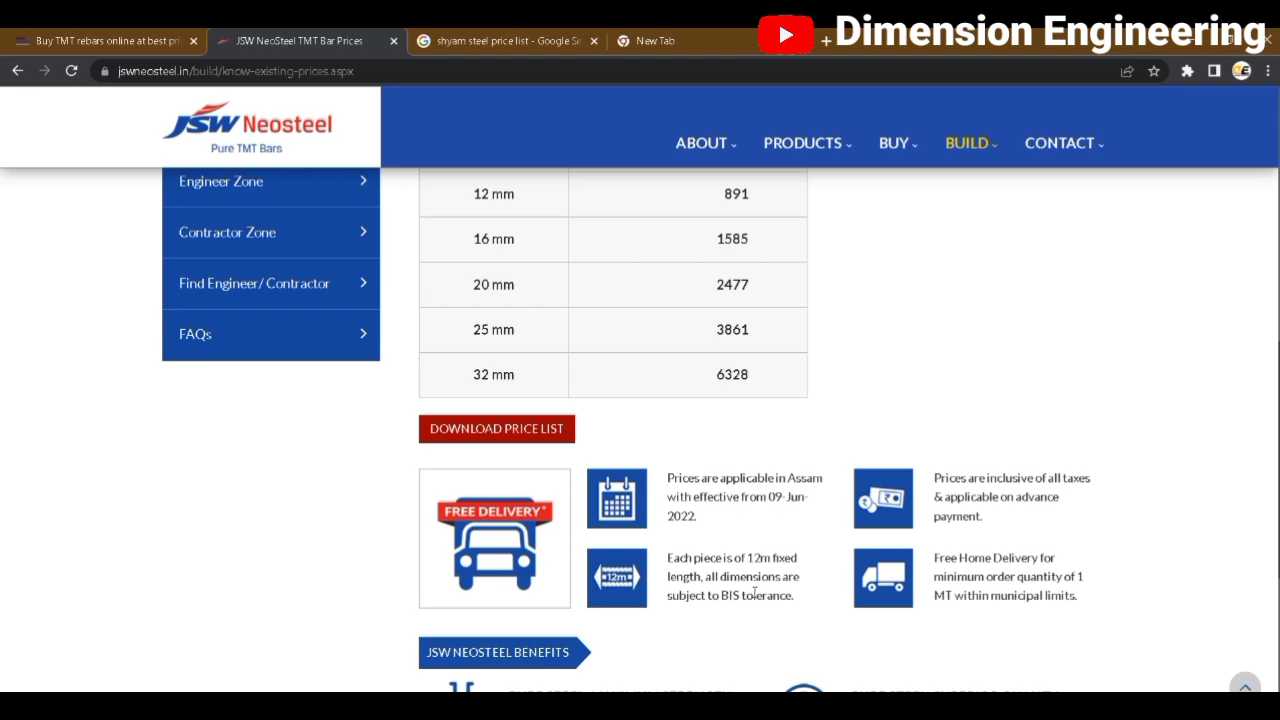 Dimension Engineering
Buy TMT rebars online at best pri
JSW NeoSteel TMT Bar Prices
shyam steel price list - Google Se
New Tab
jswneosteel.in/build/know-existing-prices.aspx
JSW Neosteel
Pure TMT Bars
ABOUT
PRODUCTS
BUY
BUILD
CONTACT
Engineer Zone
Contractor Zone
Find Engineer/ Contractor
FAQs
12 mm 891
16 mm 1585
20 mm 2477
25 mm 3861
32 mm 6328
DOWNLOAD PRICE LIST
FREE DELIVERY*
Prices are applicable in Assam
with effective from 09-Jun-
2022.
Prices are inclusive of all taxes
& applicable on advance
payment.
12m
Each piece is of 12m fixed
length, all dimensions are
subject to BIS tolerance.
Free Home Delivery for
minimum order quantity of 1
MT within municipal limits.
JSW NEOSTEEL BENEFITS